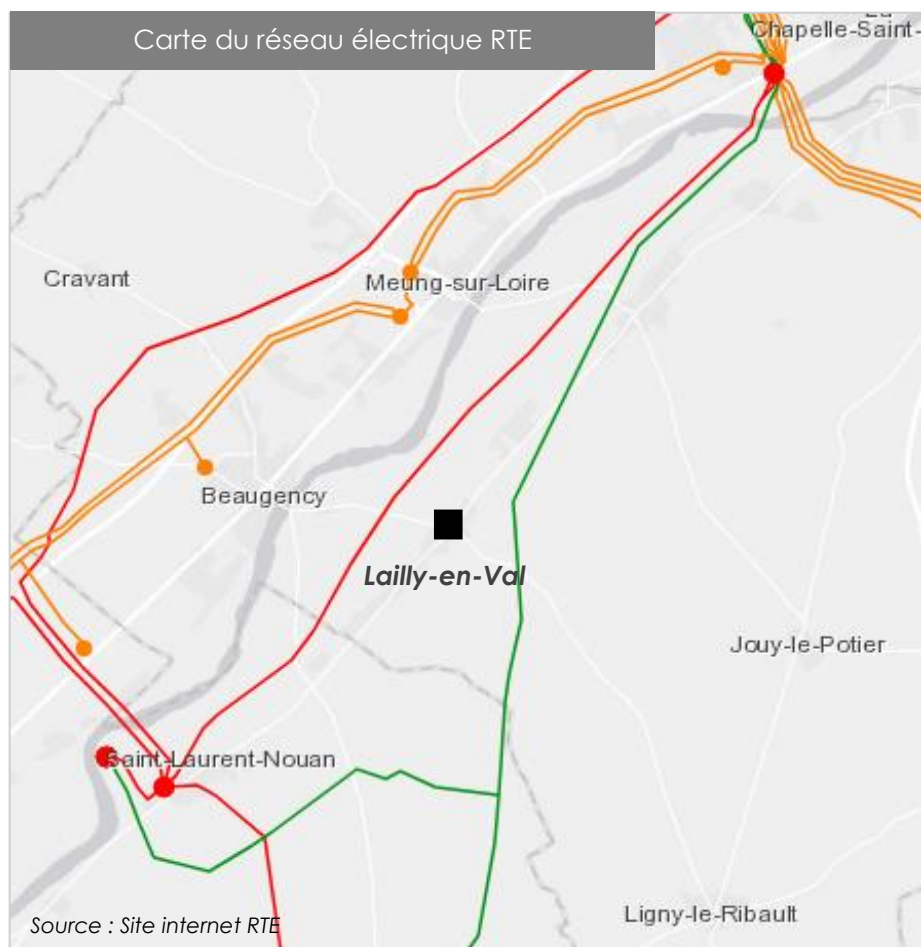 Carte du réseau électrique RTE
La
Chapelle-Saint-
Cravant
Meung-sur-Loire
Beaugency
Lailly-en-Val
Jouy-le-Potier
Saint-Laurent-Nouan
Ligny-le-Ribault
Source : Site internet RTE